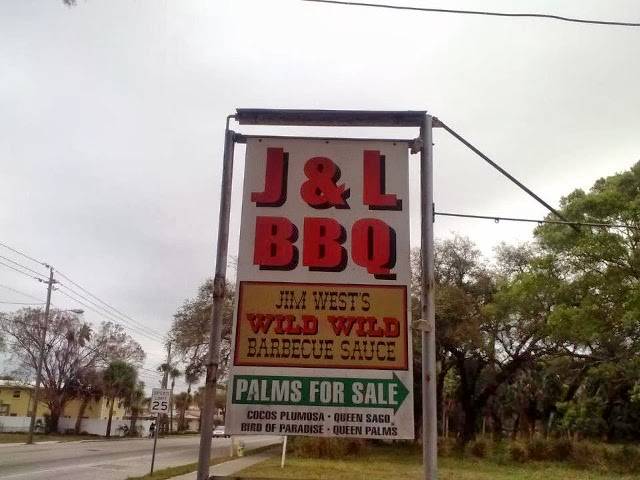 J & L
BBQ
JIM WEST'S
WILD WILD
BARBECUE SAUCE
PALMS FOR SALE
COCOS PLUMOSA · QUEEN SAGO
BIRD OF PARADISE · QUEEN PALMS
SPEED
LIMIT
25